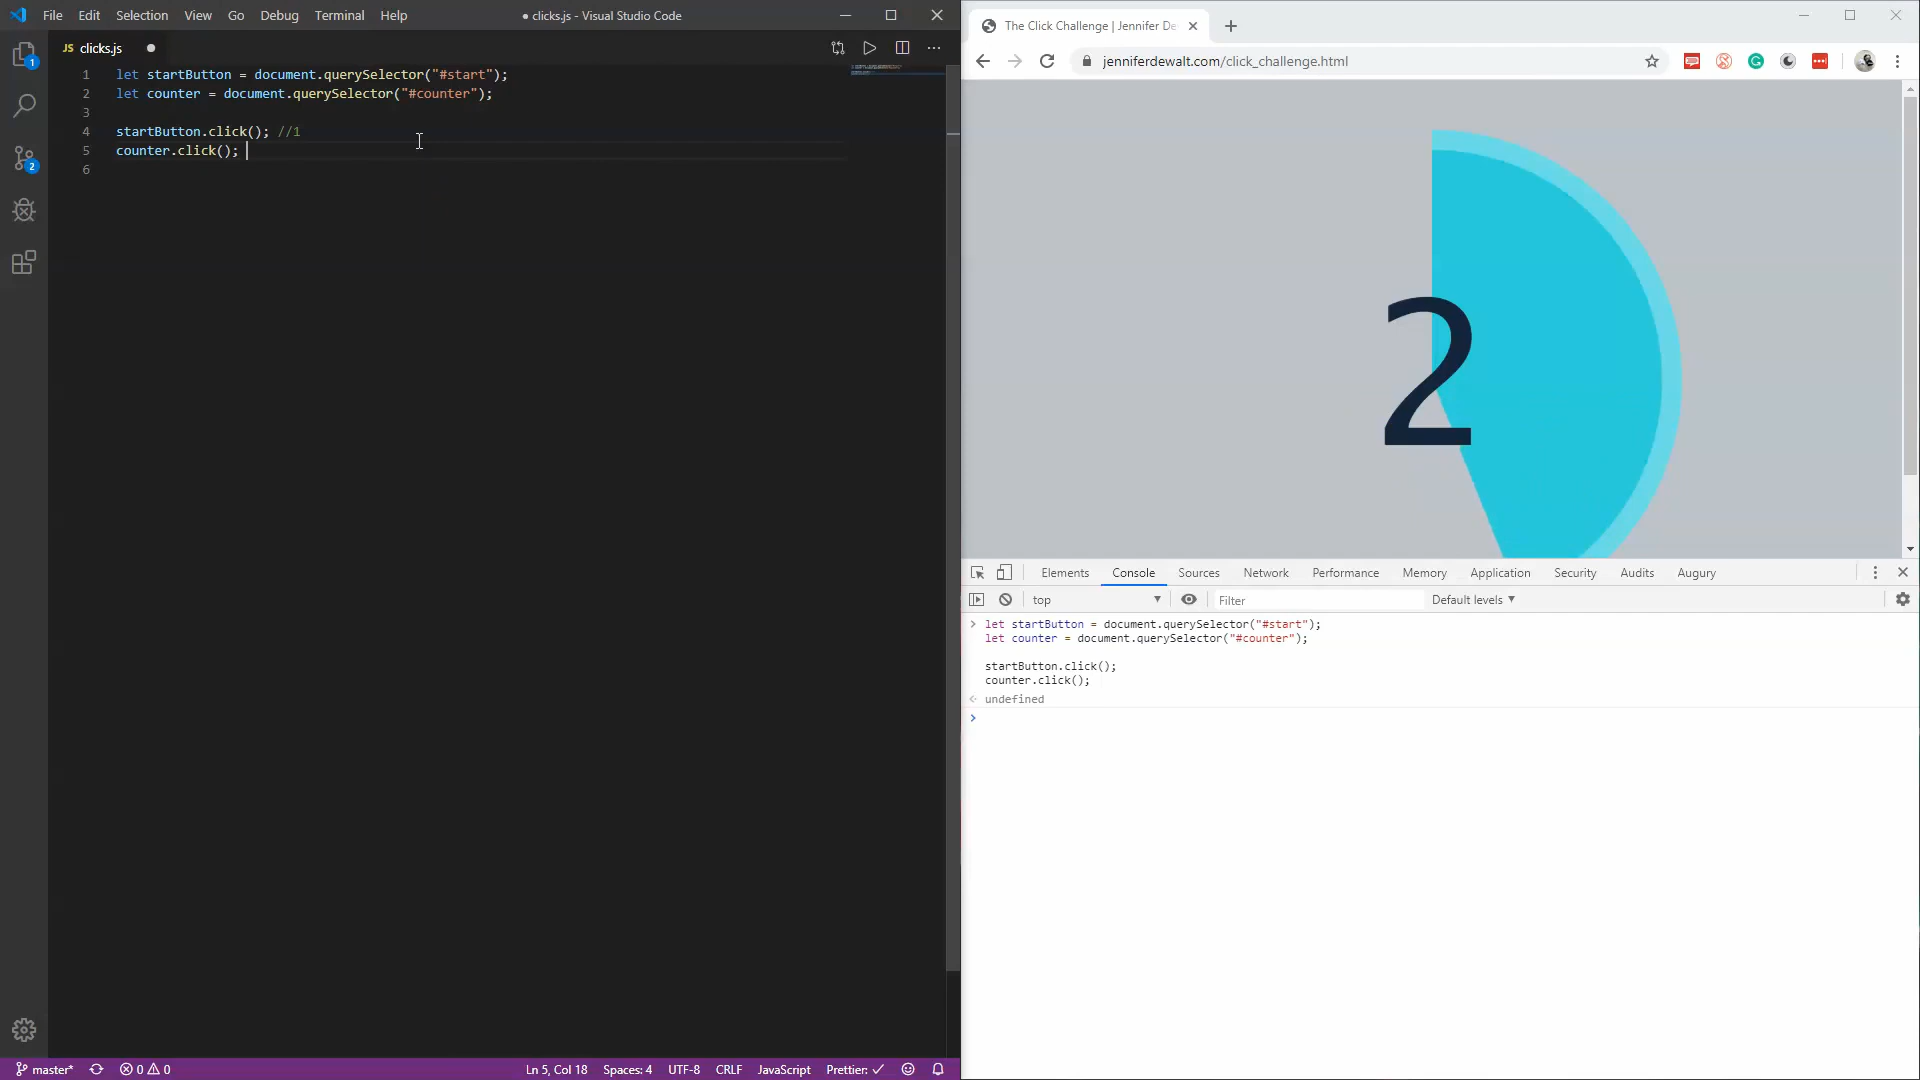 File Edit Selection View Go Debug Terminal Help
● clicks.js - Visual Studio Code
JS clicks.js ●
1 let startButton = document.querySelector("#start");
2 let counter = document.querySelector("#counter");
3
4 startButton.click(); //1
5 counter.click();
6
1
2
master* 0 0
Ln 5, Col 18 Spaces: 4 UTF-8 CRLF JavaScript Prettier: ✓
The Click Challenge | Jennifer De
jenniferdewalt.com/click_challenge.html
2
Elements Console Sources Network Performance Memory Application Security Audits Augury
top Filter Default levels
let startButton = document.querySelector("#start");
let counter = document.querySelector("#counter");
startButton.click();
counter.click();
undefined